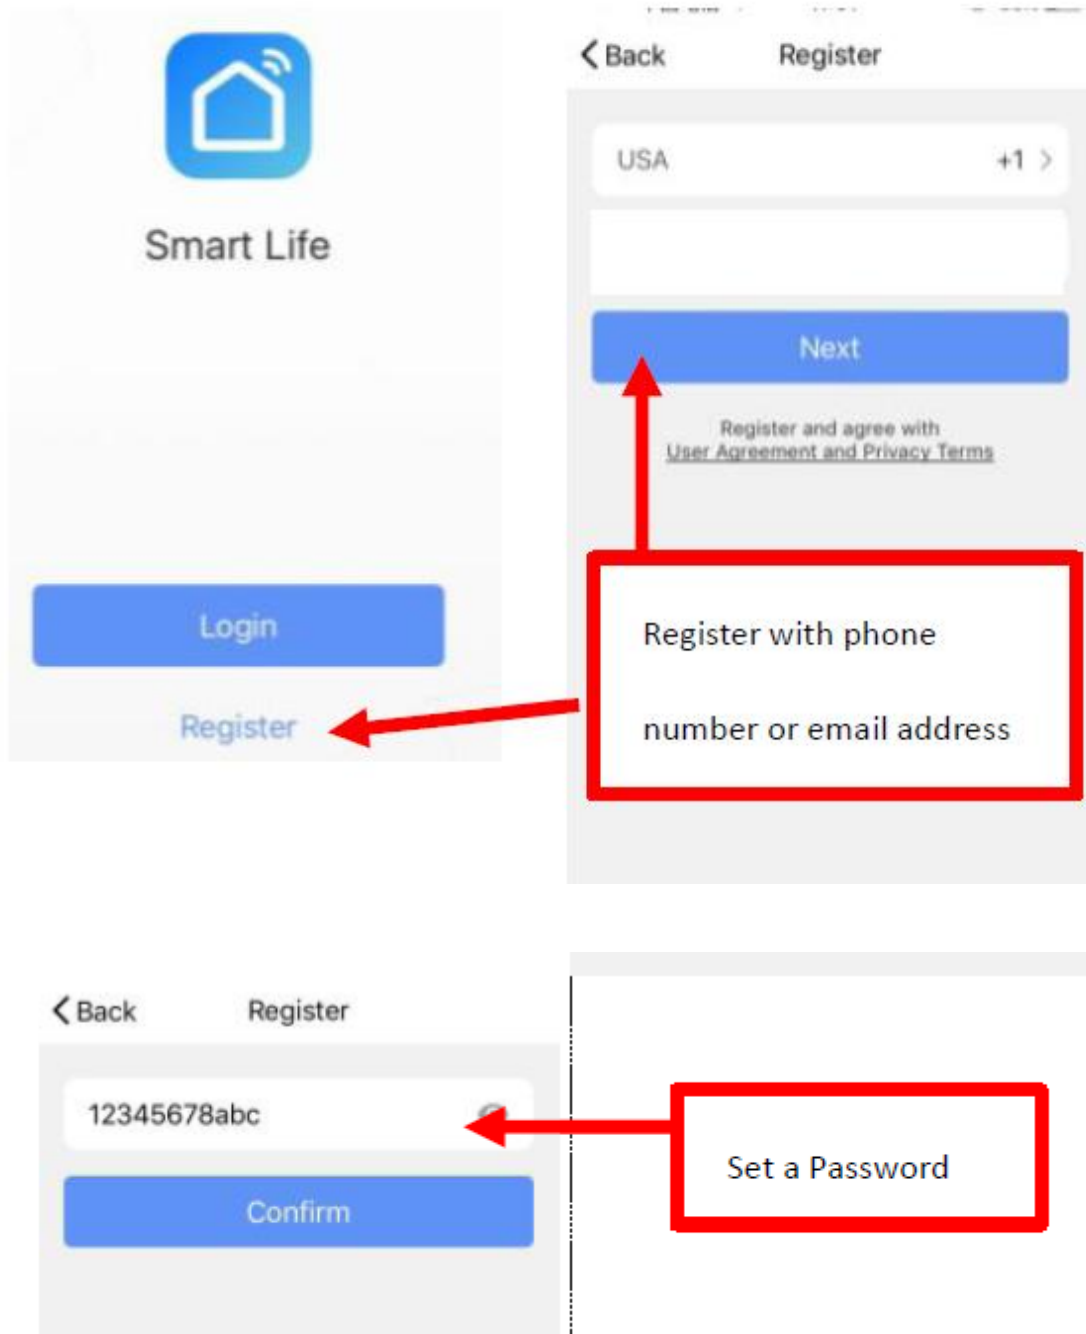 Back
Register
USA
+1
Smart Life
Next
Register and agree with
User Agreement and Privacy Terms
Login
Register
Register with phone
number or email address
Back
Register
12345678abc
Confirm
Set a Password